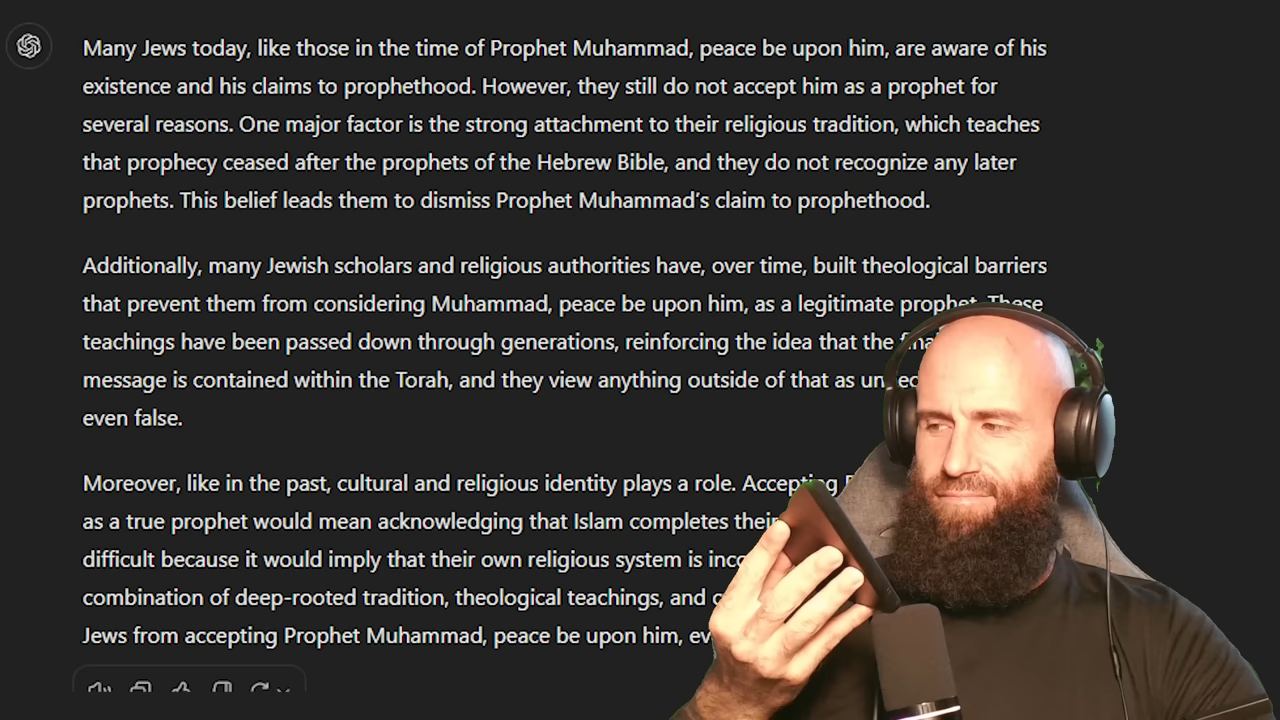 Many Jews today, like those in the time of Prophet Muhammad, peace be upon him, are aware of his
existence and his claims to prophethood. However, they still do not accept him as a prophet for
several reasons. One major factor is the strong attachment to their religious tradition, which teaches
that prophecy ceased after the prophets of the Hebrew Bible, and they do not recognize any later
prophets. This belief leads them to dismiss Prophet Muhammad's claim to prophethood.
Additionally, many Jewish scholars and religious authorities have, over time, built theological barriers
that prevent them from considering Muhammad, peace be upon him, as a legitimate prophet. These
teachings have been passed down through generations, reinforcing the idea that the
message is contained within the Torah, and they view anything outside of that as
even false.
Moreover, like in the past, cultural and religious identity plays a role. Accepting
as a true prophet would mean acknowledging that Islam completes their
difficult because it would imply that their own religious system is
combination of deep-rooted tradition, theological teachings, and
Jews from accepting Prophet Muhammad, peace be upon him,